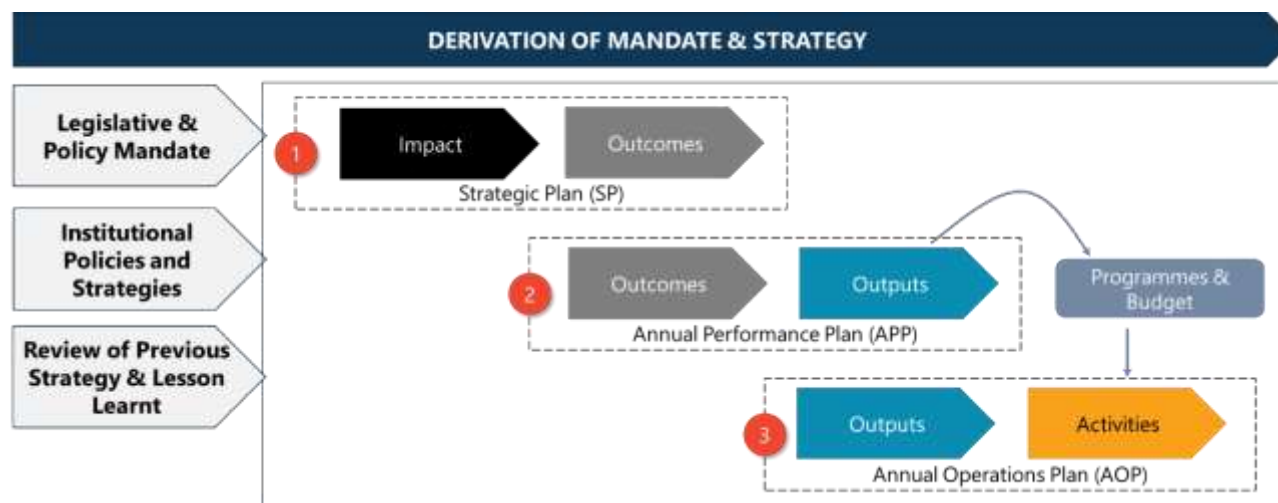 DERIVATION OF MANDATE & STRATEGY
Legislative &
Policy Mandate
Institutional
Policies and
Strategies
Review of Previous
Strategy & Lesson
Learnt
1
Impact
Outcomes
Strategic Plan (SP)
2
Outcomes
Outputs
Annual Performance Plan (APP)
Programmes &
Budget
3
Outputs
Activities
Annual Operations Plan (AOP)